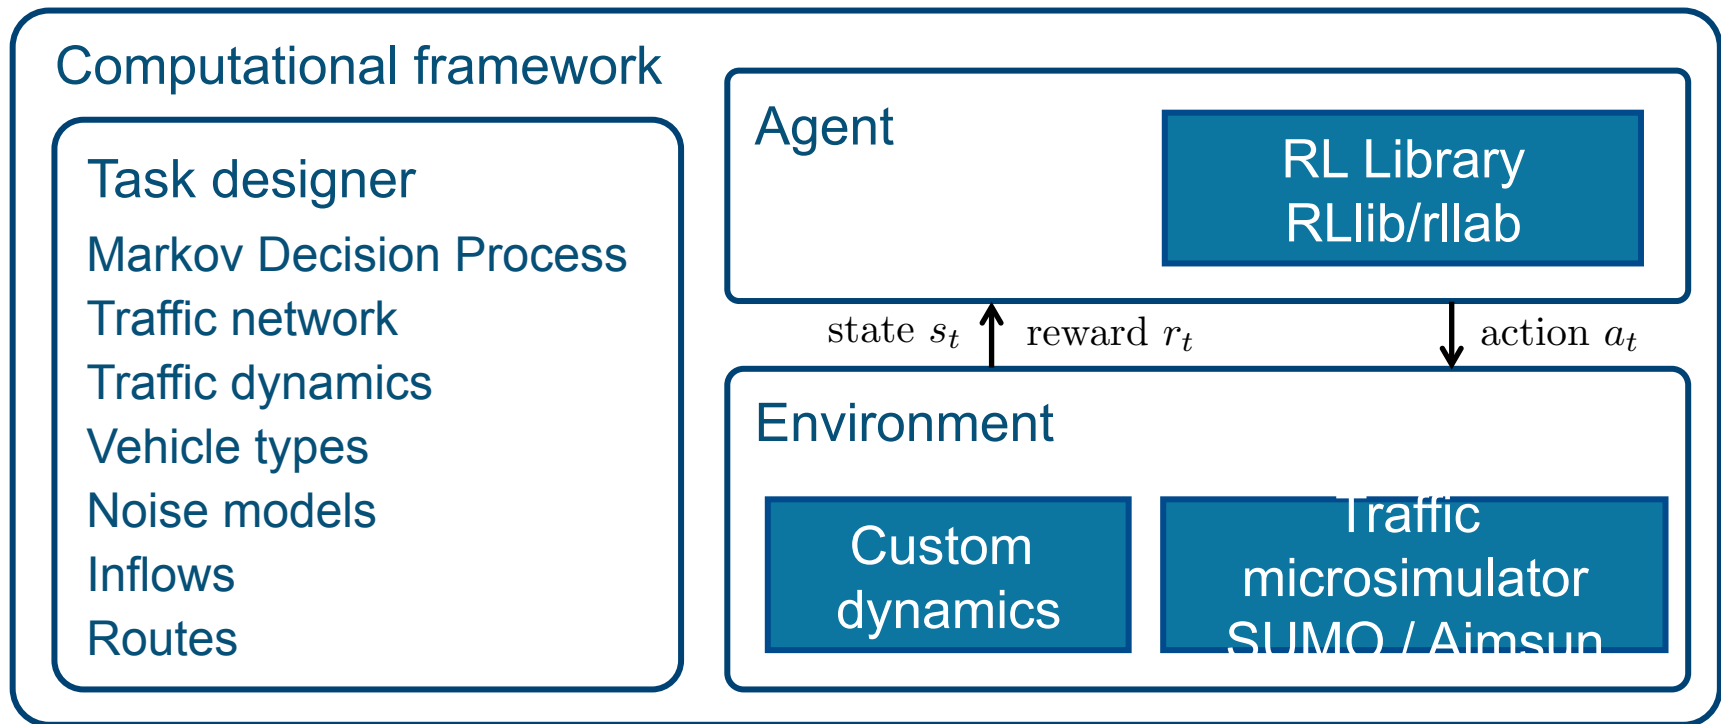 Computational framework
Task designer
Markov Decision Process
Traffic network
Traffic dynamics
Vehicle types
Noise models
Inflows
Routes
Agent
RL Library
RLlib/rllab
state s_t
reward r_t
action a_t
Environment
Custom
dynamics
Traffic
microsimulator
SUMO / Aimsun